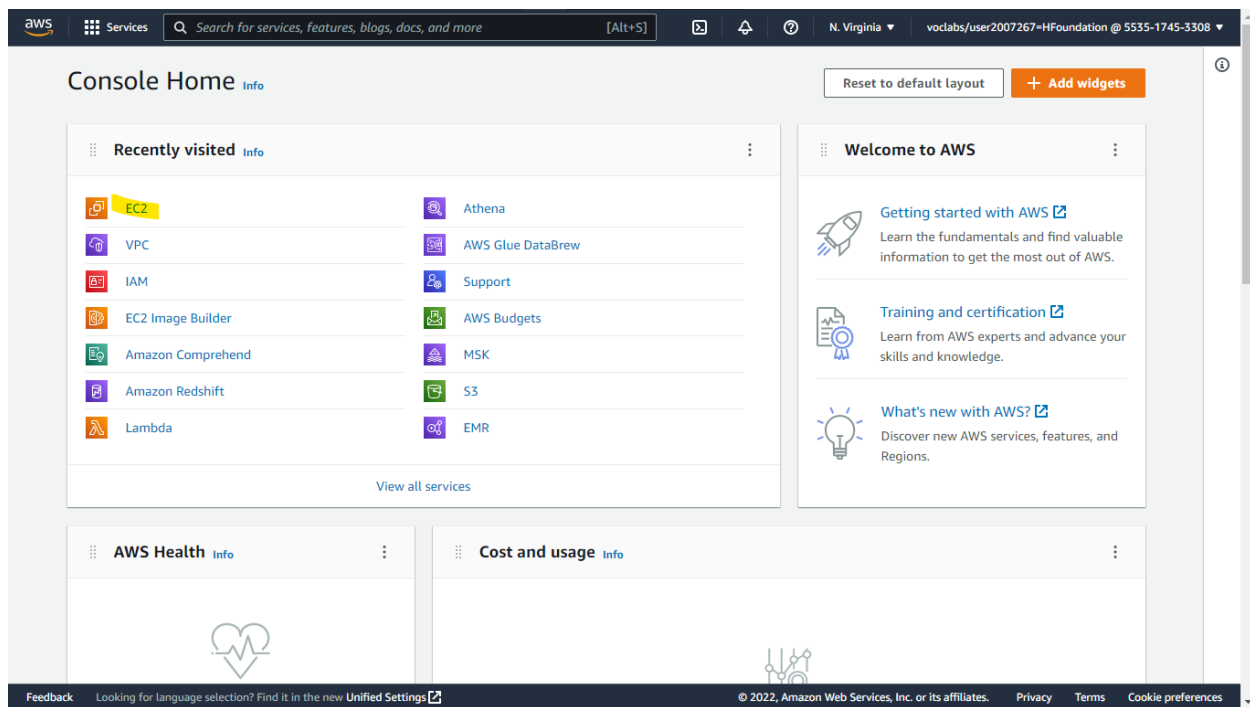 aws Services Search for services, features, blogs, docs, and more [Alt+S] N. Virginia ▼ voclabs/user2007267=HFoundation @ 5535-1745-3308 ▼
Console Home Info
Reset to default layout
+ Add widgets
Recently visited Info
EC2
VPC
IAM
EC2 Image Builder
Amazon Comprehend
Amazon Redshift
Lambda
Athena
AWS Glue DataBrew
Support
AWS Budgets
MSK
S3
EMR
View all services
Welcome to AWS
Getting started with AWS
Learn the fundamentals and find valuable
information to get the most out of AWS.
Training and certification
Learn from AWS experts and advance your
skills and knowledge.
What's new with AWS?
Discover new AWS services, features, and
Regions.
AWS Health Info
Cost and usage Info
Feedback Looking for language selection? Find it in the new Unified Settings © 2022, Amazon Web Services, Inc. or its affiliates. Privacy Terms Cookie preferences